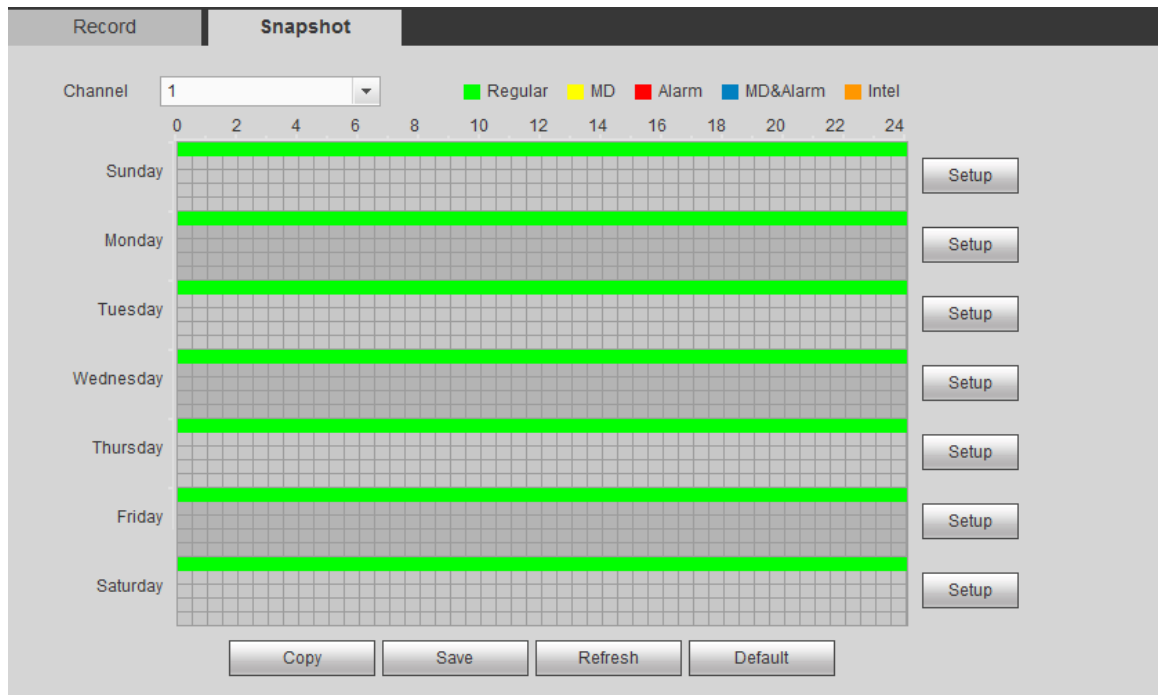 Record Snapshot
Channel 1 Regular MD Alarm MD&Alarm Intel
0 2 4 6 8 10 12 14 16 18 20 22 24
Sunday Setup
Monday Setup
Tuesday Setup
Wednesday Setup
Thursday Setup
Friday Setup
Saturday Setup
Copy Save Refresh Default